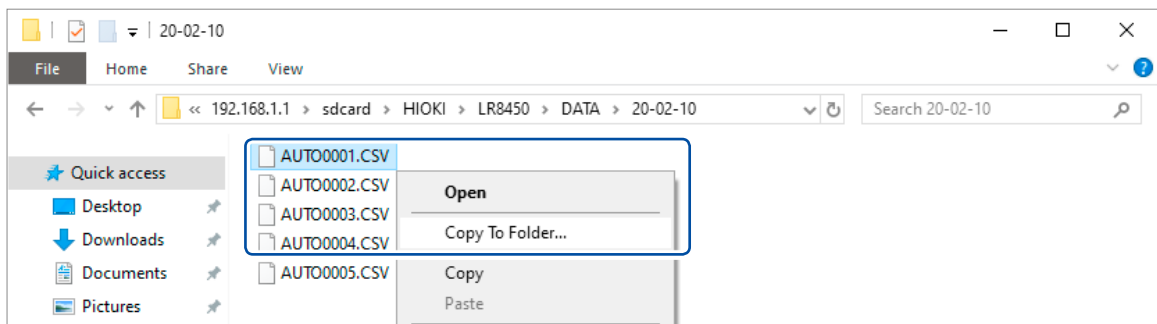 20-02-10
File Home Share View
« 192.168.1.1 > sdcard > HIOKI > LR8450 > DATA > 20-02-10 Search 20-02-10
Quick access
Desktop
Downloads
Documents
Pictures
AUTO0001.CSV
AUTO0002.CSV
AUTO0003.CSV
AUTO0004.CSV
AUTO0005.CSV
Open
Copy To Folder...
Copy
Paste